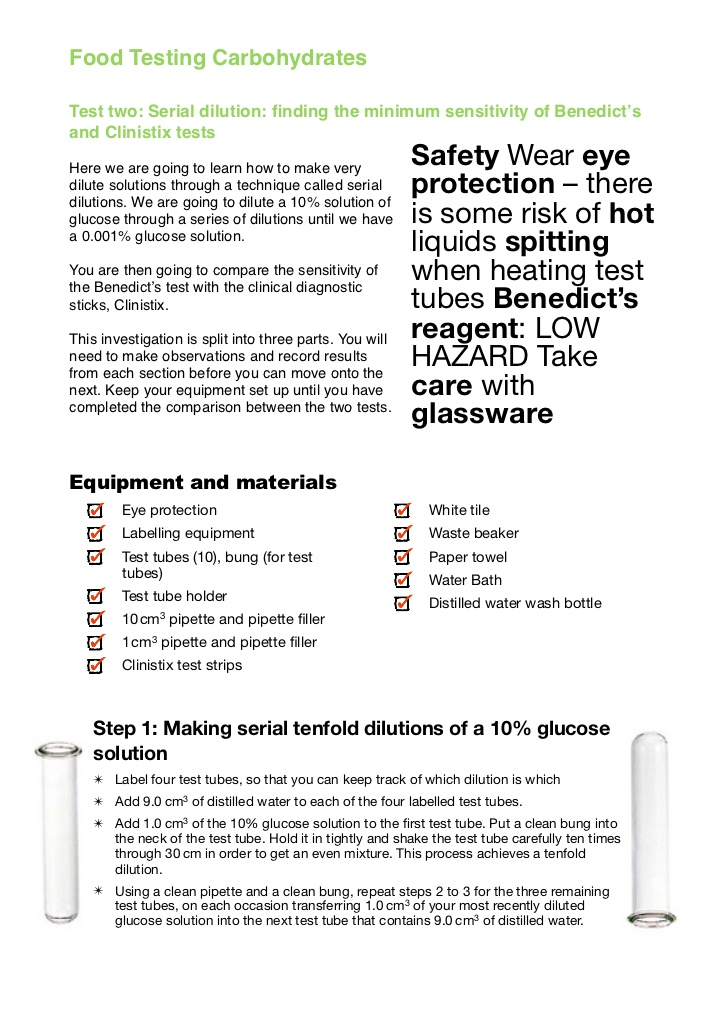 Food Testing Carbohydrates
Test two: Serial dilution: finding the minimum sensitivity of Benedict's
and Clinistix tests
Here we are going to learn how to make very
dilute solutions through a technique called serial
dilutions. We are going to dilute a 10% solution of
glucose through a series of dilutions until we have
a 0.001% glucose solution.
You are then going to compare the sensitivity of
the Benedict's test with the clinical diagnostic
sticks, Clinistix.
This investigation is split into three parts. You will
need to make observations and record results
from each section before you can move onto the
next. Keep your equipment set up until you have
completed the comparison between the two tests.
Safety Wear eye
protection – there
is some risk of hot
liquids spitting
when heating test
tubes Benedict's
reagent: LOW
HAZARD Take
care with
glassware
Equipment and materials
Eye protection
Labelling equipment
Test tubes (10), bung (for test
tubes)
Test tube holder
10 cm³ pipette and pipette filler
1 cm³ pipette and pipette filler
Clinistix test strips
White tile
Waste beaker
Paper towel
Water Bath
Distilled water wash bottle
Step 1: Making serial tenfold dilutions of a 10% glucose
solution
✴ Label four test tubes, so that you can keep track of which dilution is which
✴ Add 9.0 cm³ of distilled water to each of the four labelled test tubes.
✴ Add 1.0 cm³ of the 10% glucose solution to the first test tube. Put a clean bung into
the neck of the test tube. Hold it in tightly and shake the test tube carefully ten times
through 30 cm in order to get an even mixture. This process achieves a tenfold
dilution.
✴ Using a clean pipette and a clean bung, repeat steps 2 to 3 for the three remaining
test tubes, on each occasion transferring 1.0 cm³ of your most recently diluted
glucose solution into the next test tube that contains 9.0 cm³ of distilled water.